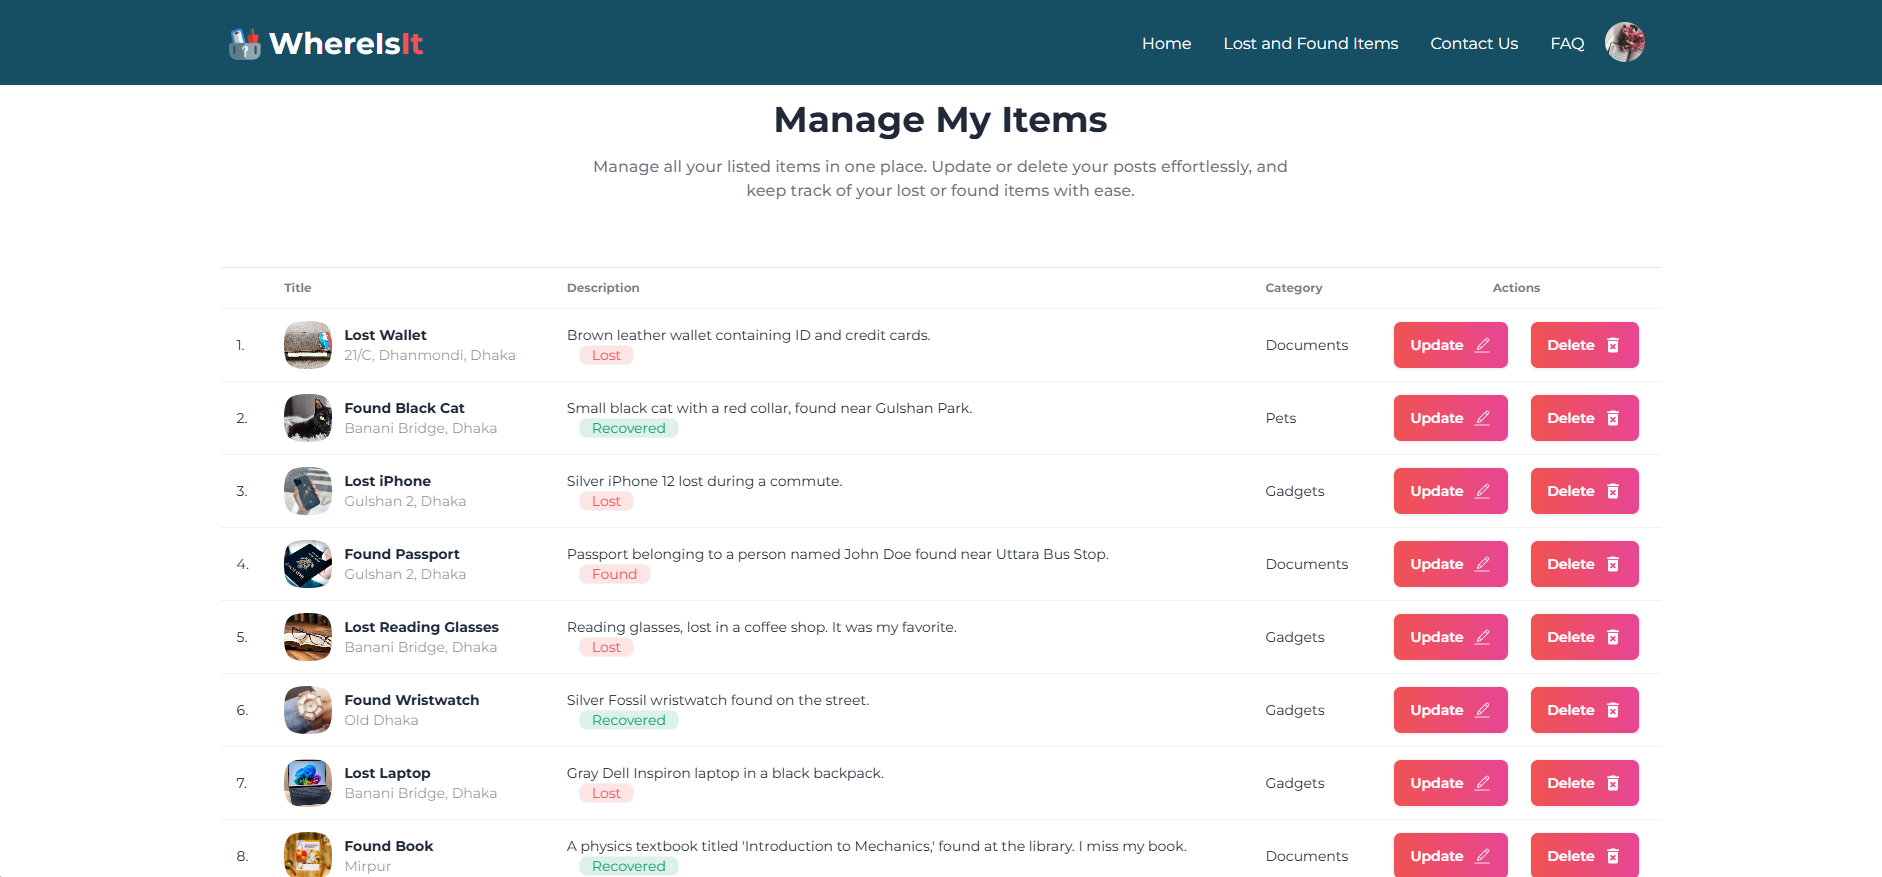 WhereIsIt
Home
Lost and Found Items
Contact Us
FAQ
Manage My Items
Manage all your listed items in one place. Update or delete your posts effortlessly, and
keep track of your lost or found items with ease.
Title
Description
Category
Actions
1.
Lost Wallet
21/C, Dhanmondi, Dhaka
Brown leather wallet containing ID and credit cards.
Lost
Documents
Update
Delete
2.
Found Black Cat
Banani Bridge, Dhaka
Small black cat with a red collar, found near Gulshan Park.
Recovered
Pets
Update
Delete
3.
Lost iPhone
Gulshan 2, Dhaka
Silver iPhone 12 lost during a commute.
Lost
Gadgets
Update
Delete
4.
Found Passport
Gulshan 2, Dhaka
Passport belonging to a person named John Doe found near Uttara Bus Stop.
Found
Documents
Update
Delete
5.
Lost Reading Glasses
Banani Bridge, Dhaka
Reading glasses, lost in a coffee shop. It was my favorite.
Lost
Gadgets
Update
Delete
6.
Found Wristwatch
Old Dhaka
Silver Fossil wristwatch found on the street.
Recovered
Gadgets
Update
Delete
7.
Lost Laptop
Banani Bridge, Dhaka
Gray Dell Inspiron laptop in a black backpack.
Lost
Gadgets
Update
Delete
8.
Found Book
Mirpur
A physics textbook titled 'Introduction to Mechanics,' found at the library. I miss my book.
Recovered
Documents
Update
Delete